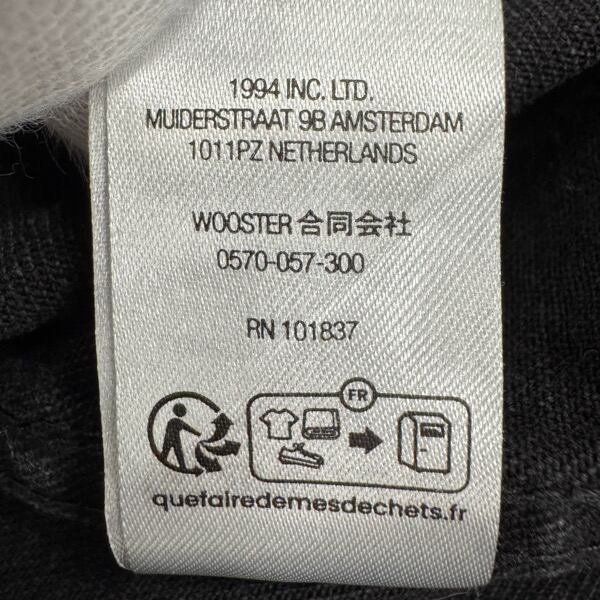 1994 INC. LTD.
MUIDERSTRAAT 9B AMSTERDAM
1011PZ NETHERLANDS
WOOSTER 合同会社
0570-057-300
RN 101837
FR
quefairedemesdechets.fr